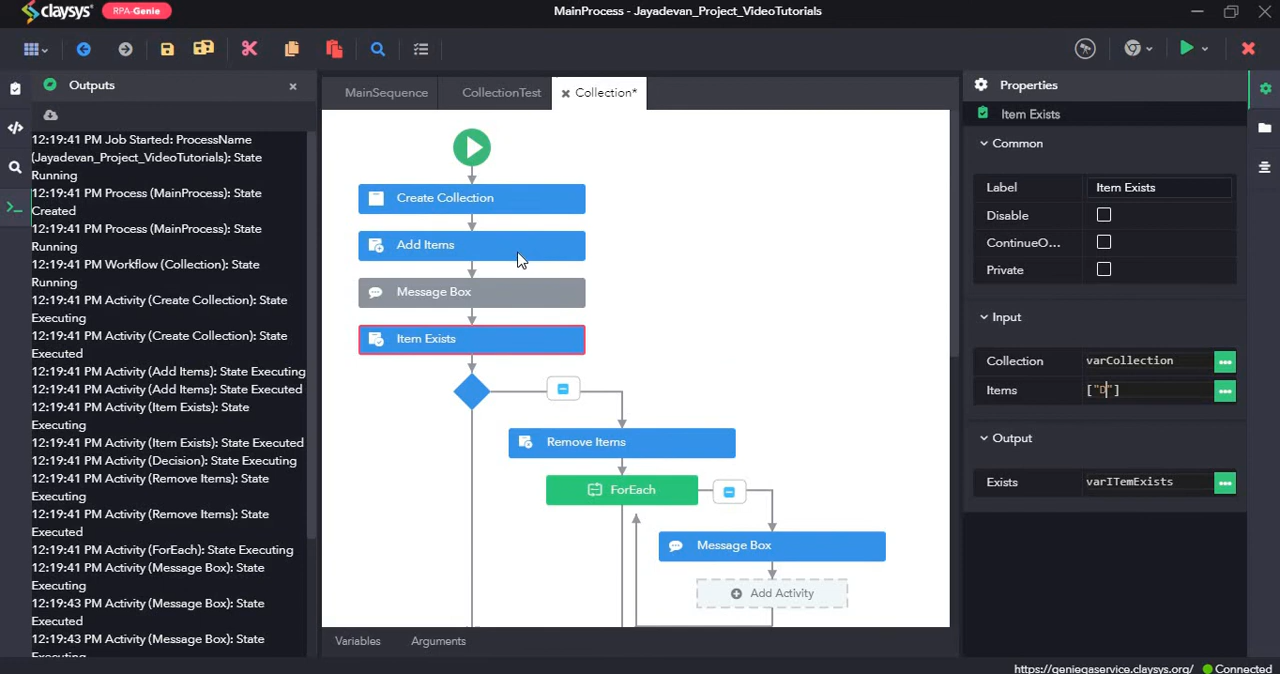 claysys RPA-Genie MainProcess - Jayadevan_Project_VideoTutorials
Outputs
12:19:41 PM Job Started: ProcessName
(Jayadevan_Project_VideoTutorials): State
Running
12:19:41 PM Process (MainProcess): State
Created
12:19:41 PM Process (MainProcess): State
Running
12:19:41 PM Workflow (Collection): State
Running
12:19:41 PM Activity (Create Collection): State
Executing
12:19:41 PM Activity (Create Collection): State
Executed
12:19:41 PM Activity (Add Items): State Executing
12:19:41 PM Activity (Add Items): State Executed
12:19:41 PM Activity (Item Exists): State
Executing
12:19:41 PM Activity (Item Exists): State Executed
12:19:41 PM Activity (Decision): State Executing
12:19:41 PM Activity (Remove Items): State
Executing
12:19:41 PM Activity (Remove Items): State
Executed
12:19:41 PM Activity (ForEach): State Executing
12:19:41 PM Activity (Message Box): State
Executing
12:19:43 PM Activity (Message Box): State
Executed
12:19:43 PM Activity (Message Box): State
Executing
MainSequence CollectionTest Collection*
Create Collection
Add Items
Message Box
Item Exists
Remove Items
ForEach
Message Box
Add Activity
Variables Arguments
Properties
Item Exists
Common
Label Item Exists
Disable
ContinueO...
Private
Input
Collection varCollection
Items ["D"]
Output
Exists varITemExists
https://geniegaservice.claysys.org/ Connected